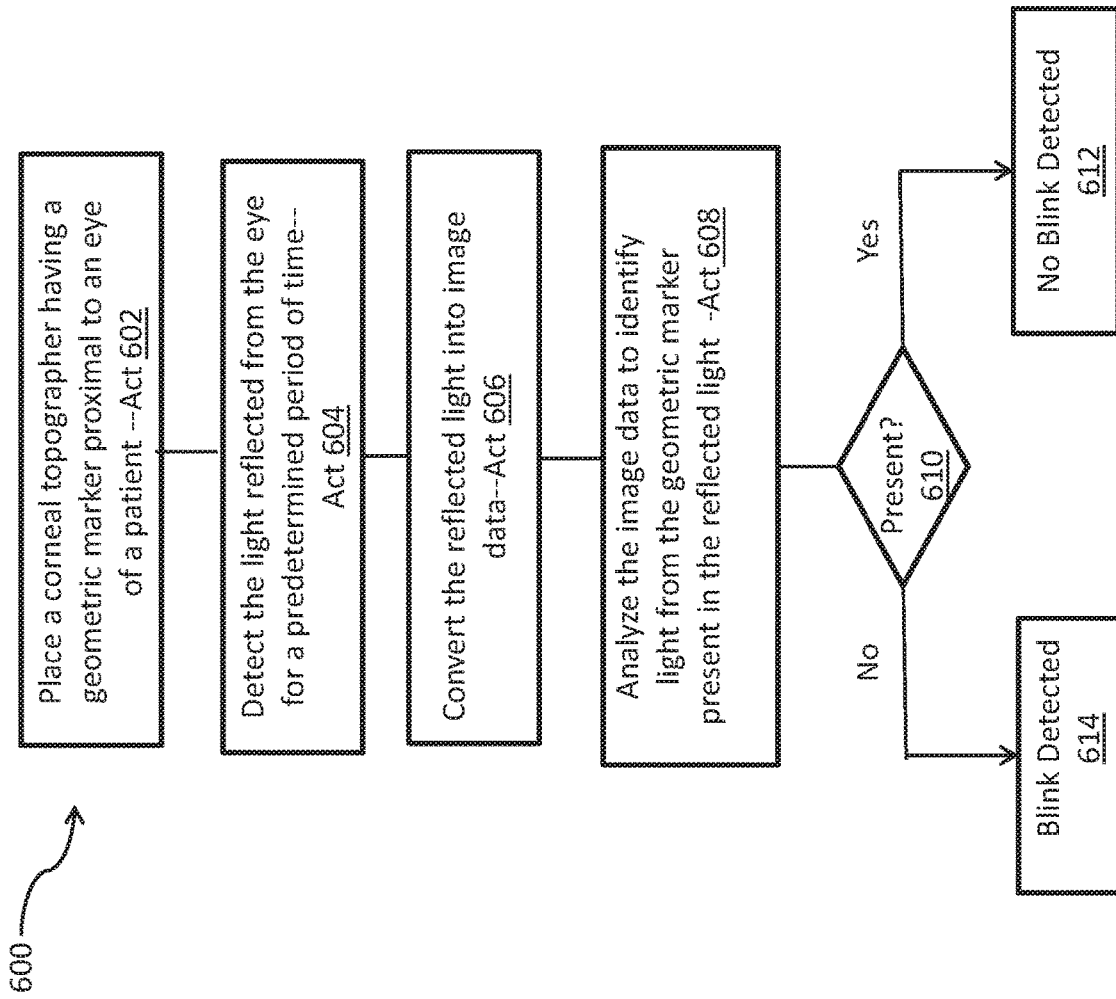 600
Place a corneal topographer having a
geometric marker proximal to an eye
of a patient --Act 602
Detect the light reflected from the eye
for a predetermined period of time--
Act 604
Convert the reflected light into image
data--Act 606
Analyze the image data to identify
light from the geometric marker
present in the reflected light -Act 608
Present?
610
No
Yes
Blink Detected
614
No Blink Detected
612